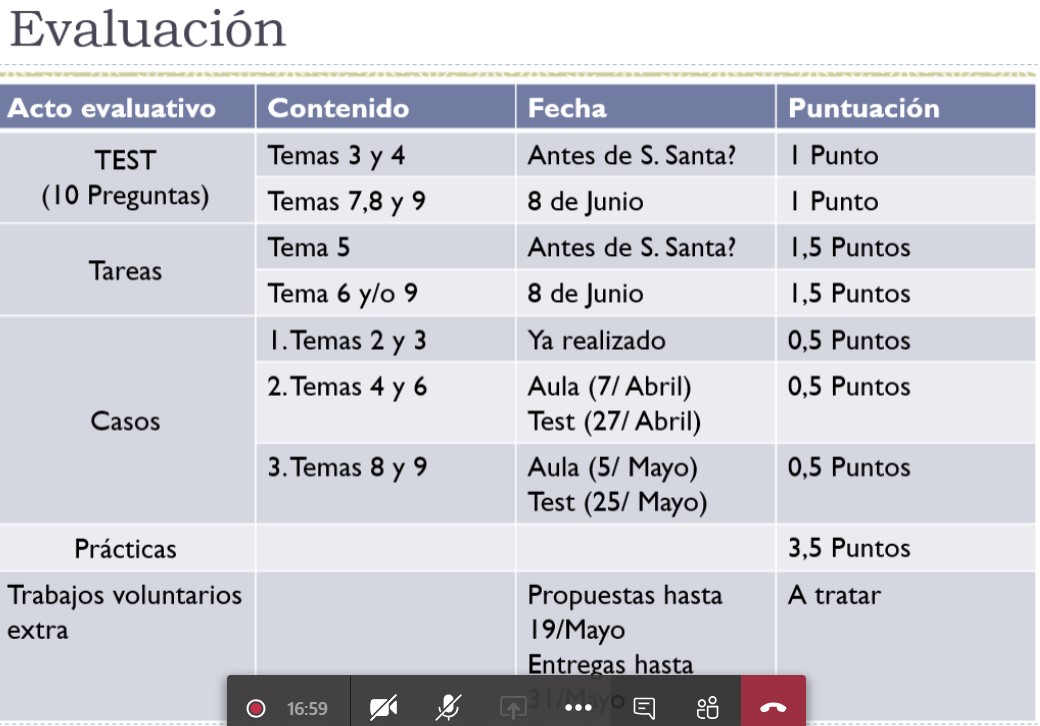 Evaluación
Acto evaluativo Contenido Fecha Puntuación
TEST
(10 Preguntas)
Temas 3 y 4 Antes de S. Santa? 1 Punto
Temas 7,8 y 9 8 de Junio 1 Punto
Tareas
Tema 5 Antes de S. Santa? 1,5 Puntos
Tema 6 y/o 9 8 de Junio 1,5 Puntos
Casos
1. Temas 2 y 3 Ya realizado 0,5 Puntos
2. Temas 4 y 6 Aula (7/ Abril) 0,5 Puntos
Test (27/ Abril)
3. Temas 8 y 9 Aula (5/ Mayo) 0,5 Puntos
Test (25/ Mayo)
Prácticas 3,5 Puntos
Trabajos voluntarios Propuestas hasta A tratar
extra 19/Mayo
Entregas hasta
31/Mayo
16:59